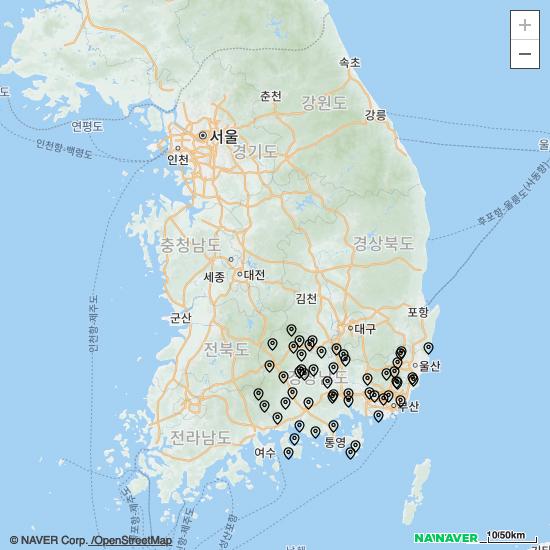 +
−
속초
춘천
강원도
강릉
도
연평도
서울
인천
인천항-백령도
경기도
울
후포항-울릉도(사동항)
충청남도
경상북도
세종
대전
김천
인천항-제주도
포항
군산
대구
전북도
울산
경상남도
부산
전라남도
여수
통영
© NAVER Corp. /OpenStreetMap
NAVER
10/50km